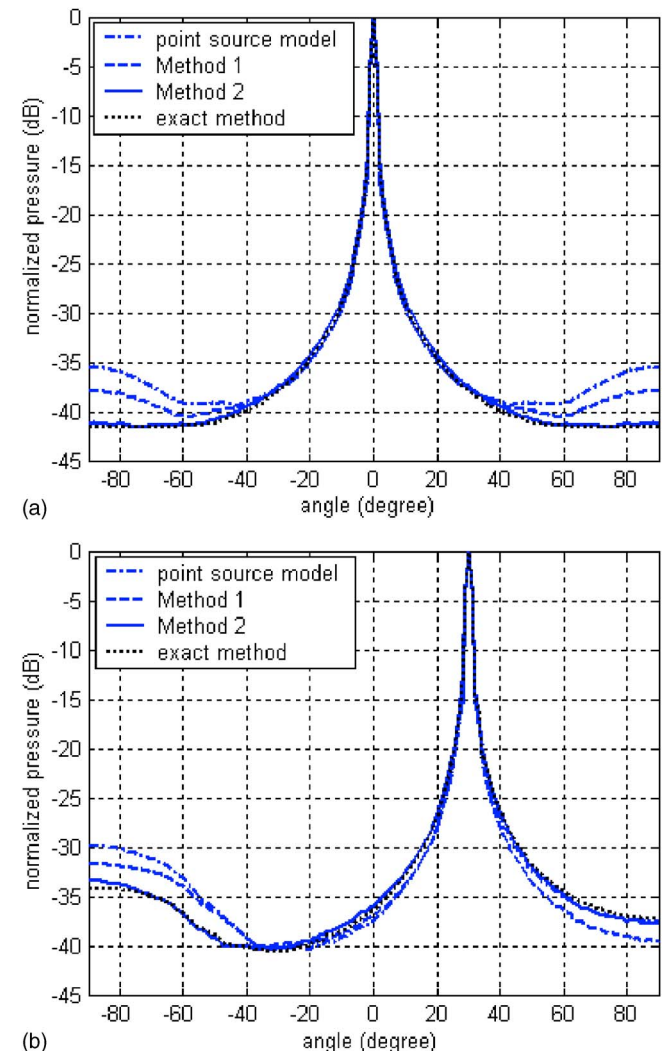 0
-5
-10
-15
-20
-25
-30
-35
-40
-45
normalized pressure (dB)
point source model
Method 1
Method 2
exact method
-80 -60 -40 -20 0 20 40 60 80
angle (degree)
(a)
0
-5
-10
-15
-20
-25
-30
-35
-40
-45
normalized pressure (dB)
point source model
Method 1
Method 2
exact method
-80 -60 -40 -20 0 20 40 60 80
angle (degree)
(b)